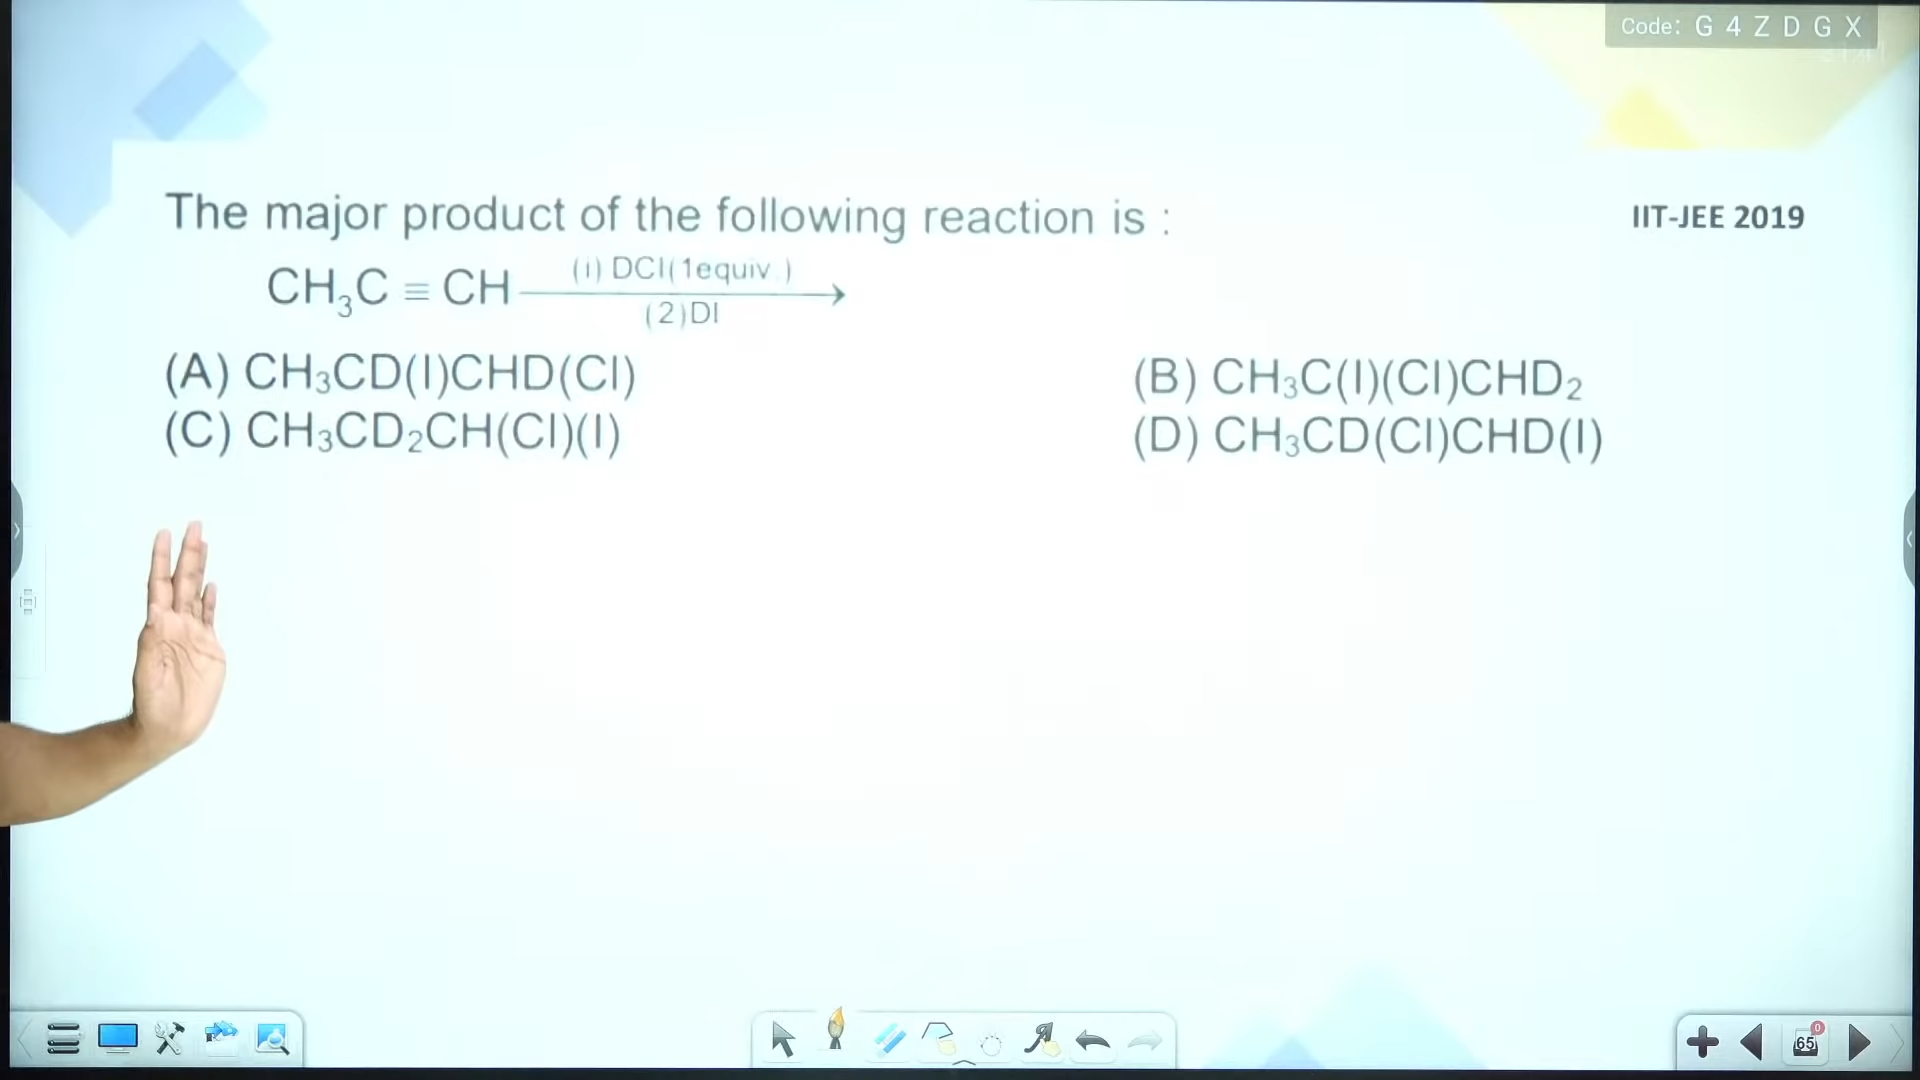 Code: G 4 Z D G X
The major product of the following reaction is :
IIT-JEE 2019
CH₃C ≡ CH (i) DCl(1equiv.) (2)DI
(A) CH₃CD(I)CHD(Cl)
(B) CH₃C(I)(Cl)CHD₂
(C) CH₃CD₂CH(Cl)(I)
(D) CH₃CD(Cl)CHD(I)
0
65